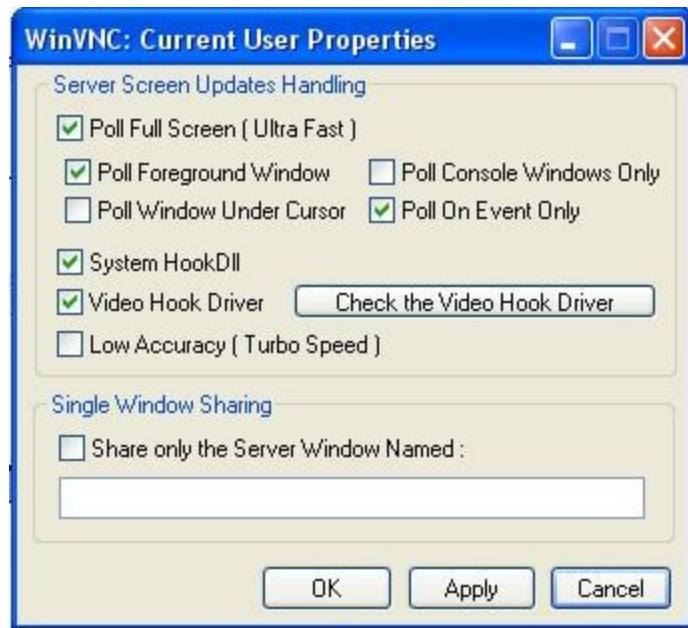 WinVNC: Current User Properties
Server Screen Updates Handling
Poll Full Screen ( Ultra Fast )
Poll Foreground Window Poll Console Windows Only
Poll Window Under Cursor Poll On Event Only
System HookDll
Video Hook Driver Check the Video Hook Driver
Low Accuracy ( Turbo Speed )
Single Window Sharing
Share only the Server Window Named :
OK Apply Cancel